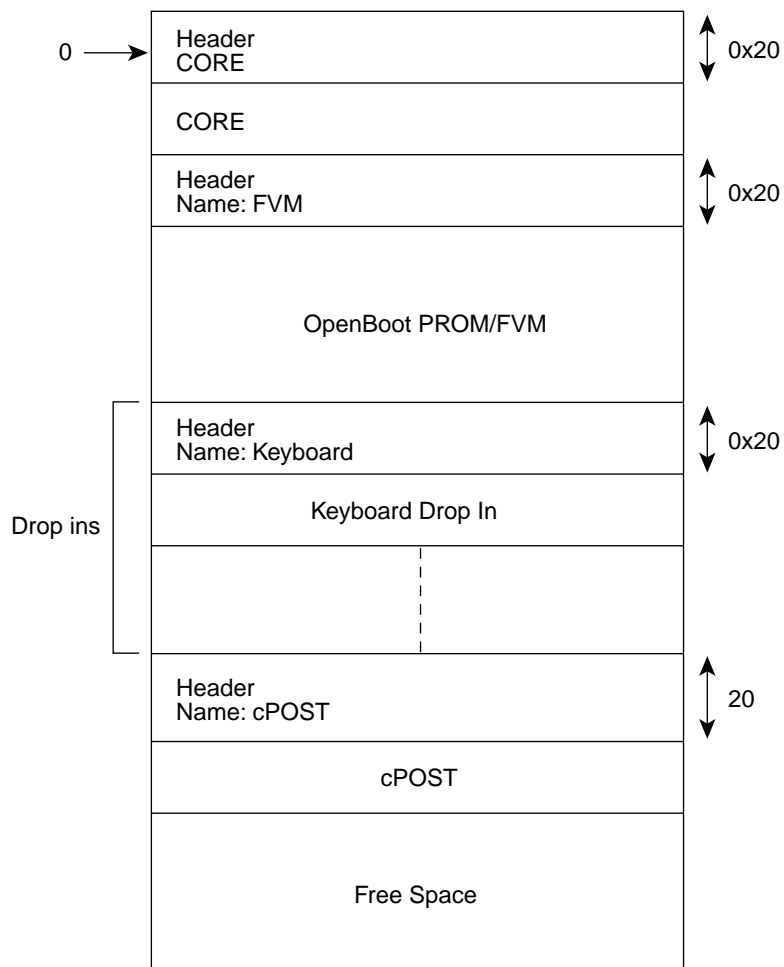 Header
CORE
0
0x20
CORE
Header
Name: FVM
0x20
OpenBoot PROM/FVM
Header
Name: Keyboard
0x20
Keyboard Drop In
Drop ins
Header
Name: cPOST
20
cPOST
Free Space